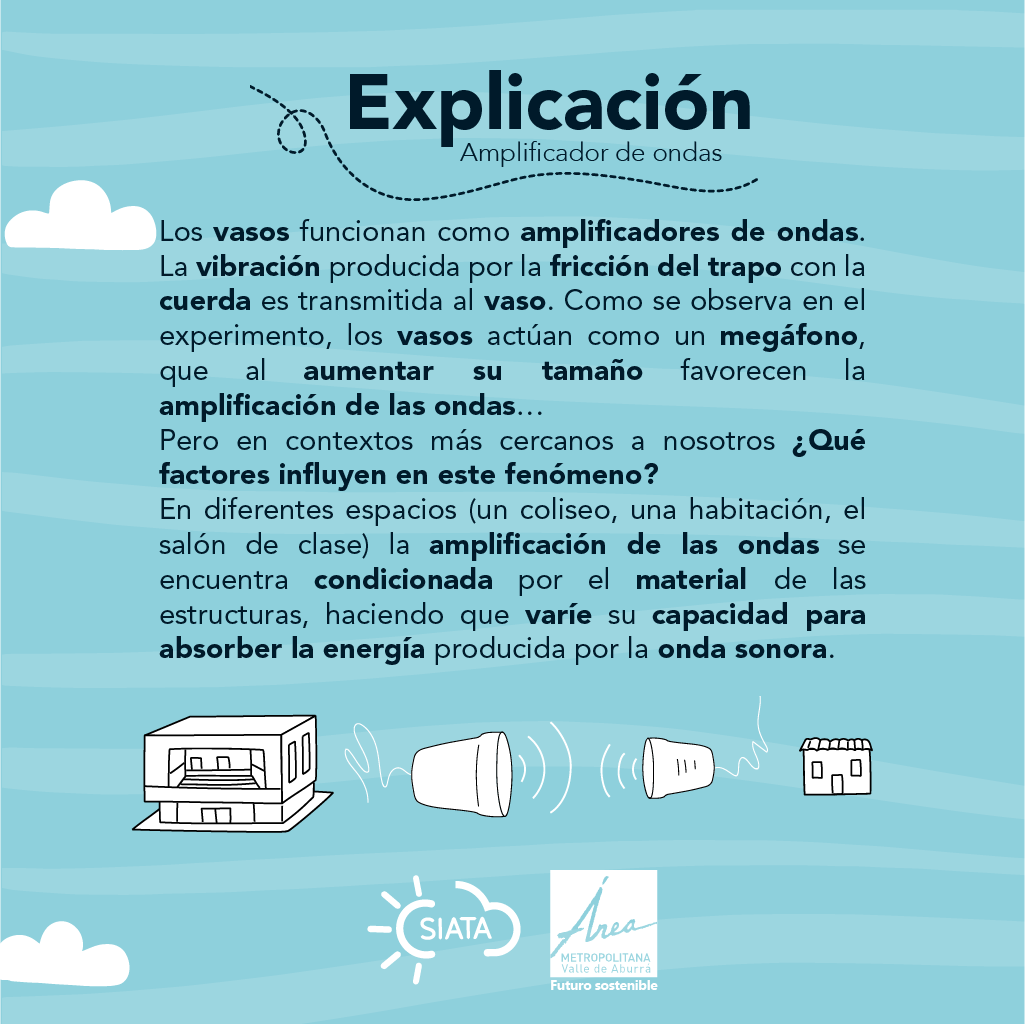 Explicación
Amplificador de ondas
Los vasos funcionan como amplificadores de ondas.
La vibración producida por la fricción del trapo con la
cuerda es transmitida al vaso. Como se observa en el
experimento, los vasos actúan como un megáfono,
que al aumentar su tamaño favorecen la
amplificación de las ondas…
Pero en contextos más cercanos a nosotros ¿Qué
factores influyen en este fenómeno?
En diferentes espacios (un coliseo, una habitación, el
salón de clase) la amplificación de las ondas se
encuentra condicionada por el material de las
estructuras, haciendo que varíe su capacidad para
absorber la energía producida por la onda sonora.
SIATA
Área
METROPOLITANA
Valle de Aburrá
Futuro sostenible